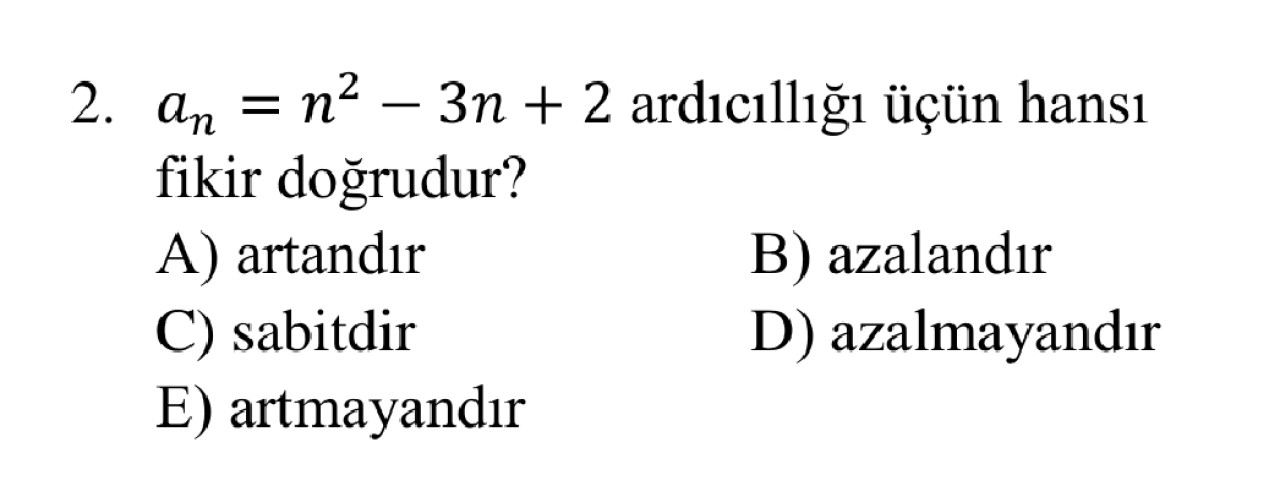 2. aₙ = n² − 3n + 2 ardıcıllığı üçün hansı
fikir doğrudur?
A) artandır B) azalandır
C) sabitdir D) azalmayandır
E) artmayandır